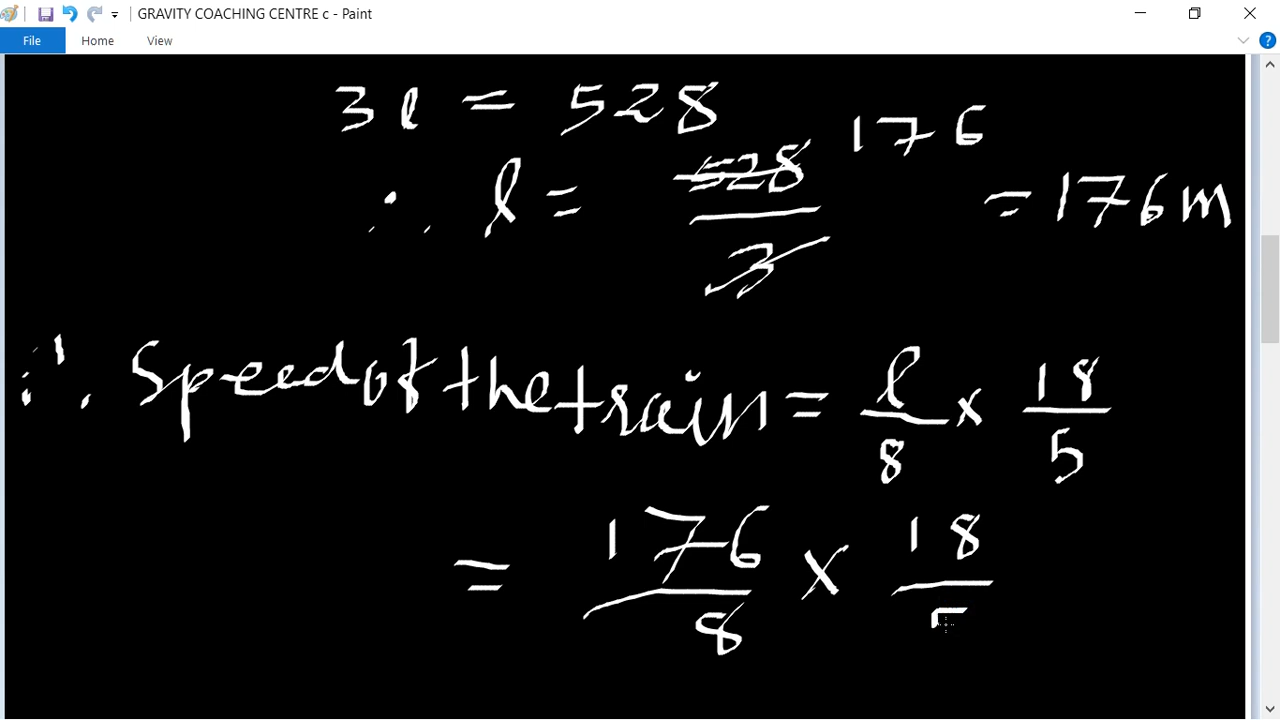 GRAVITY COACHING CENTRE c - Paint
File Home View
3l = 528
∴ l = 528/3 176 = 176m
∴ Speed of the train = l/8 × 18/5
= 176/8 × 18/5